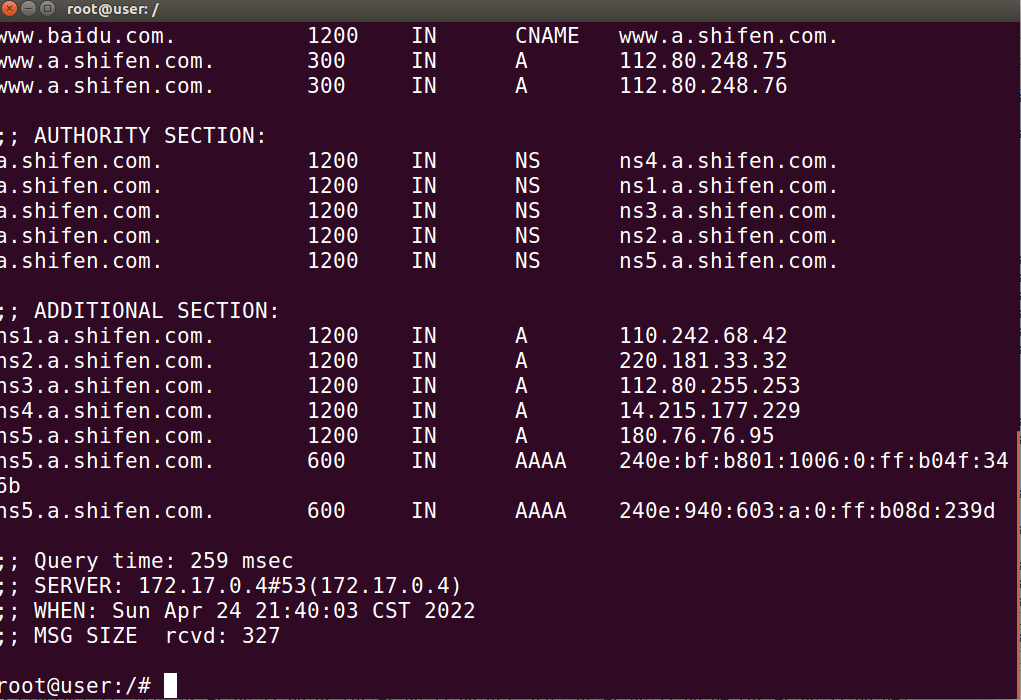 root@user: /
www.baidu.com. 1200 IN CNAME www.a.shifen.com.
www.a.shifen.com. 300 IN A 112.80.248.75
www.a.shifen.com. 300 IN A 112.80.248.76
;; AUTHORITY SECTION:
a.shifen.com. 1200 IN NS ns4.a.shifen.com.
a.shifen.com. 1200 IN NS ns1.a.shifen.com.
a.shifen.com. 1200 IN NS ns3.a.shifen.com.
a.shifen.com. 1200 IN NS ns2.a.shifen.com.
a.shifen.com. 1200 IN NS ns5.a.shifen.com.
;; ADDITIONAL SECTION:
ns1.a.shifen.com. 1200 IN A 110.242.68.42
ns2.a.shifen.com. 1200 IN A 220.181.33.32
ns3.a.shifen.com. 1200 IN A 112.80.255.253
ns4.a.shifen.com. 1200 IN A 14.215.177.229
ns5.a.shifen.com. 1200 IN A 180.76.76.95
ns5.a.shifen.com. 600 IN AAAA 240e:bf:b801:1006:0:ff:b04f:34
6b
ns5.a.shifen.com. 600 IN AAAA 240e:940:603:a:0:ff:b08d:239d
;; Query time: 259 msec
;; SERVER: 172.17.0.4#53(172.17.0.4)
;; WHEN: Sun Apr 24 21:40:03 CST 2022
;; MSG SIZE rcvd: 327
root@user:/#